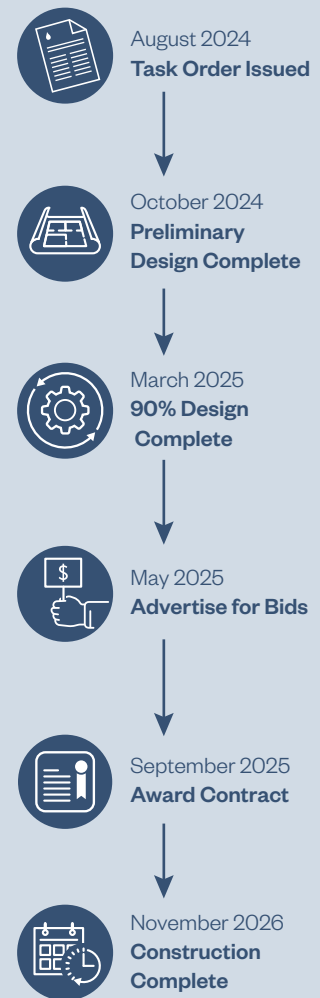 August 2024
Task Order Issued
October 2024
Preliminary
Design Complete
March 2025
90% Design
Complete
$
May 2025
Advertise for Bids
September 2025
Award Contract
November 2026
Construction
Complete